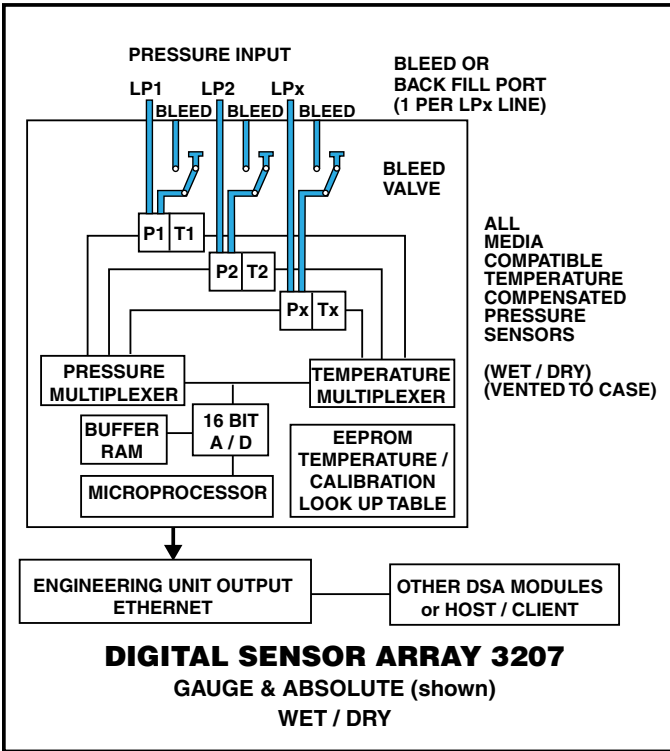 PRESSURE INPUT
LP1 LP2 LPx
BLEED BLEED BLEED
BLEED OR
BACK FILL PORT
(1 PER LPx LINE)
BLEED
VALVE
P1 T1
P2 T2
Px Tx
ALL
MEDIA
COMPATIBLE
TEMPERATURE
COMPENSATED
PRESSURE
SENSORS
(WET / DRY)
(VENTED TO CASE)
PRESSURE
MULTIPLEXER
TEMPERATURE
MULTIPLEXER
BUFFER
RAM
16 BIT
A / D
MICROPROCESSOR
EEPROM
TEMPERATURE /
CALIBRATION
LOOK UP TABLE
ENGINEERING UNIT OUTPUT
ETHERNET
OTHER DSA MODULES
or HOST / CLIENT
DIGITAL SENSOR ARRAY 3207
GAUGE & ABSOLUTE (shown)
WET / DRY